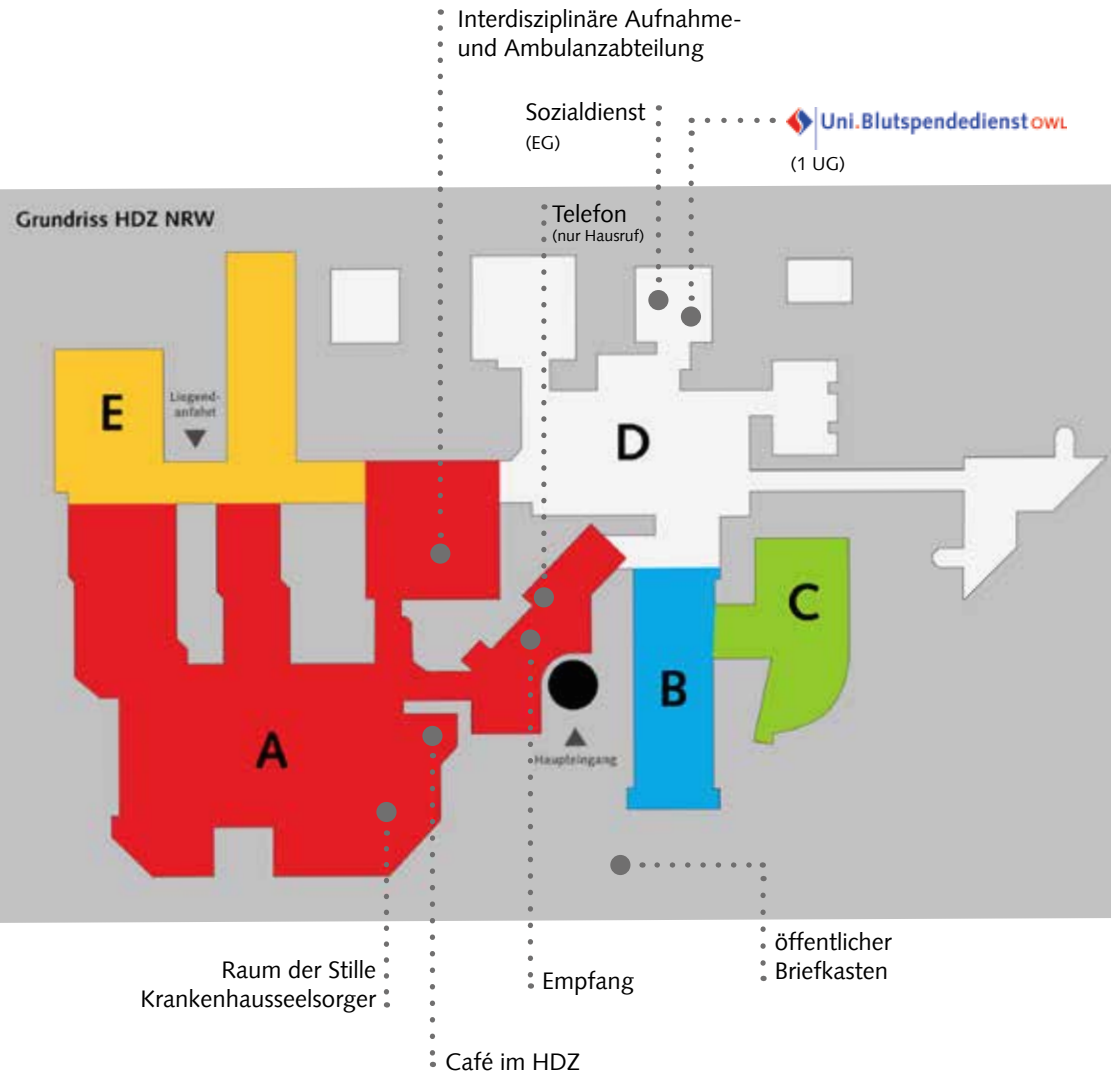 Interdisziplinäre Aufnahme-
und Ambulanzabteilung
Sozialdienst
(EG)
Uni.Blutspendedienst OWL
(1 UG)
Grundriss HDZ NRW
Telefon
(nur Hausruf)
E
Liegend-
anfahrt
D
C
B
A
Haupteingang
öffentlicher
Briefkasten
Raum der Stille
Krankenhausseelsorger
Empfang
Café im HDZ